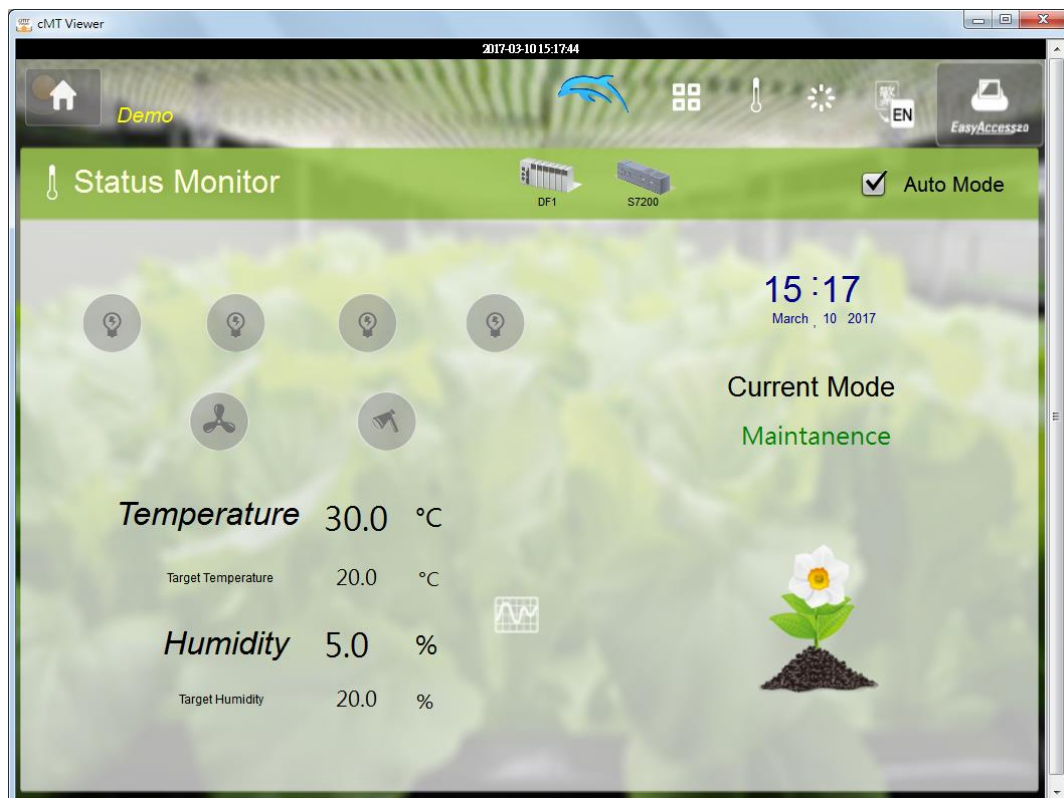 cMT Viewer
2017-03-10 15:17:44
Demo
EN
EasyAccess2.0
Status Monitor
DF1
S7200
Auto Mode
15:17
March , 10 2017
Current Mode
Maintanence
Temperature 30.0 °C
Target Temperature 20.0 °C
Humidity 5.0 %
Target Humidity 20.0 %